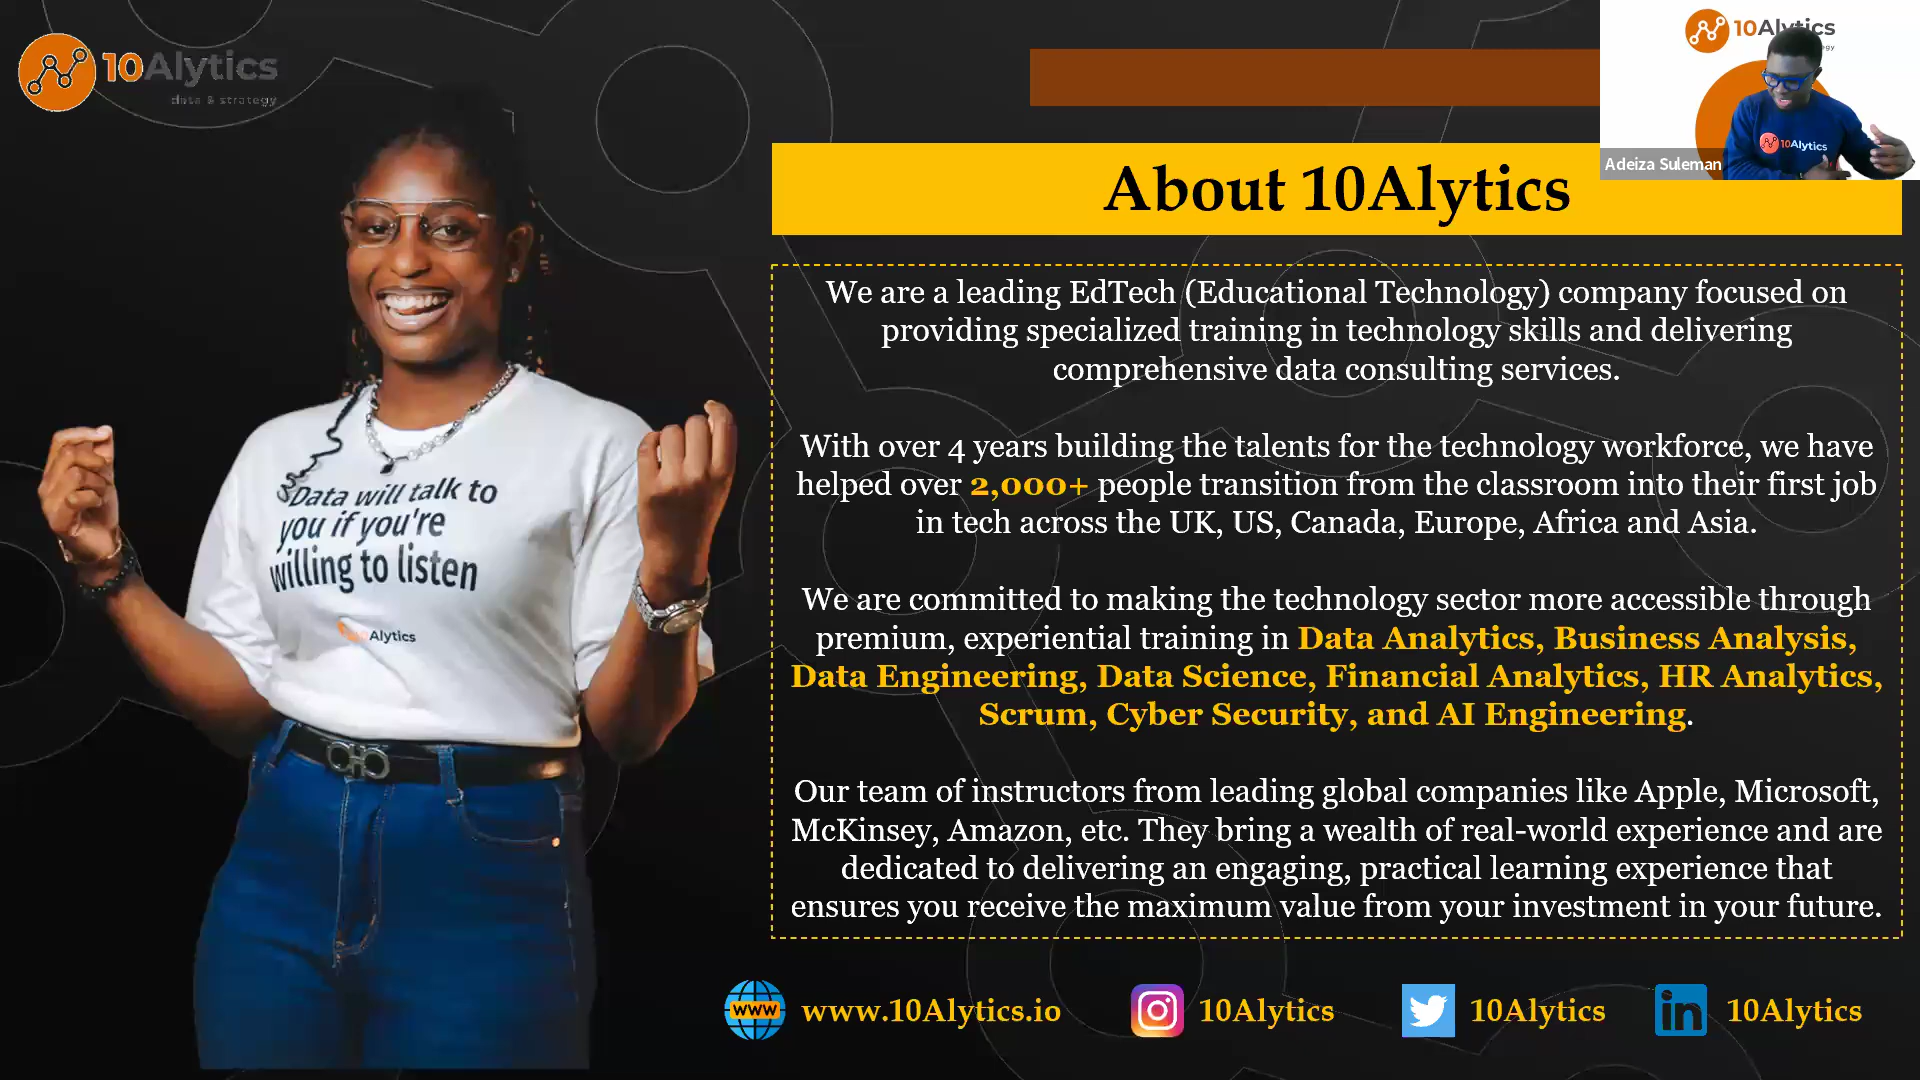 10Alytics
data & strategy
10Alytics
Adeiza Suleman
10Alytics
About 10Alytics
We are a leading EdTech (Educational Technology) company focused on
providing specialized training in technology skills and delivering
comprehensive data consulting services.
With over 4 years building the talents for the technology workforce, we have
helped over 2,000+ people transition from the classroom into their first job
in tech across the UK, US, Canada, Europe, Africa and Asia.
We are committed to making the technology sector more accessible through
premium, experiential training in Data Analytics, Business Analysis,
Data Engineering, Data Science, Financial Analytics, HR Analytics,
Scrum, Cyber Security, and AI Engineering.
Our team of instructors from leading global companies like Apple, Microsoft,
McKinsey, Amazon, etc. They bring a wealth of real-world experience and are
dedicated to delivering an engaging, practical learning experience that
ensures you receive the maximum value from your investment in your future.
Data will talk to
you if you're
willing to listen
10Alytics
www
www.10Alytics.io
10Alytics
10Alytics
in
10Alytics